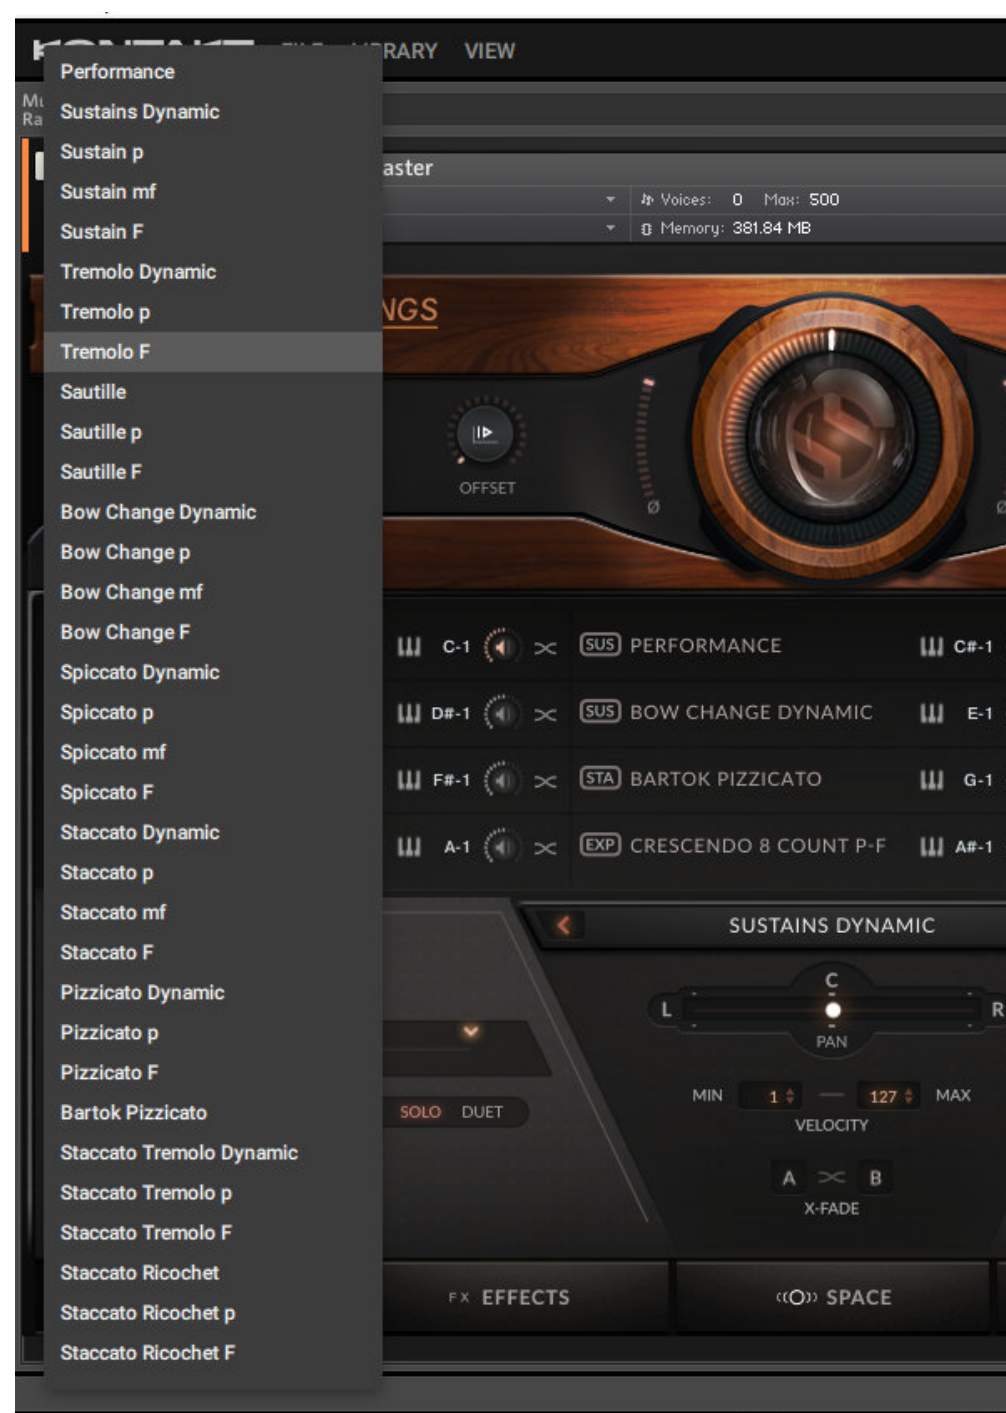 KONTAKT FILE LIBRARY VIEW
Performance
Sustains Dynamic
Sustain p
Sustain mf
Sustain F
Tremolo Dynamic
Tremolo p
Tremolo F
Sautille
Sautille p
Sautille F
Bow Change Dynamic
Bow Change p
Bow Change mf
Bow Change F
Spiccato Dynamic
Spiccato p
Spiccato mf
Spiccato F
Staccato Dynamic
Staccato p
Staccato mf
Staccato F
Pizzicato Dynamic
Pizzicato p
Pizzicato F
Bartok Pizzicato
Staccato Tremolo Dynamic
Staccato Tremolo p
Staccato Tremolo F
Staccato Ricochet
Staccato Ricochet p
Staccato Ricochet F
Mu
Ra
aster
Voices: 0 Max: 500
Memory: 381.84 MB
NGS
OFFSET
Ø Ø
C-1 SUS PERFORMANCE C#-1
D#-1 SUS BOW CHANGE DYNAMIC E-1
F#-1 STA BARTOK PIZZICATO G-1
A-1 EXP CRESCENDO 8 COUNT P-F A#-1
SUSTAINS DYNAMIC
C
L R
PAN
MIN 1 — 127 MAX
VELOCITY
SOLO DUET
A B
X-FADE
FX EFFECTS
((O)) SPACE